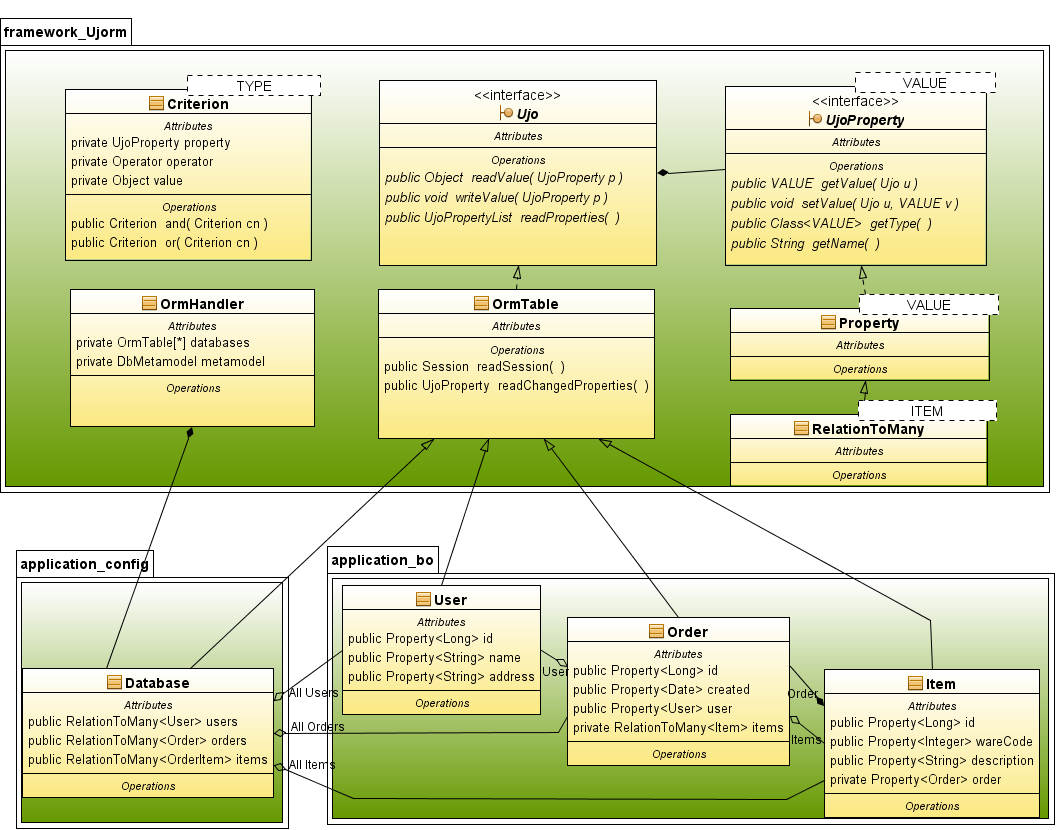 framework_Ujorm
TYPE
Criterion
Attributes
private UjoProperty property
private Operator operator
private Object value
Operations
public Criterion and( Criterion cn )
public Criterion or( Criterion cn )
<<interface>>
Ujo
Attributes
Operations
public Object readValue( UjoProperty p )
public void writeValue( UjoProperty p )
public UjoPropertyList readProperties( )
VALUE
<<interface>>
UjoProperty
Attributes
Operations
public VALUE getValue( Ujo u )
public void setValue( Ujo u, VALUE v )
public Class<VALUE> getType( )
public String getName( )
OrmHandler
Attributes
private OrmTable[*] databases
private DbMetamodel metamodel
Operations
OrmTable
Attributes
Operations
public Session readSession( )
public UjoProperty readChangedProperties( )
VALUE
Property
Attributes
Operations
ITEM
RelationToMany
Attributes
Operations
application_config
Database
Attributes
public RelationToMany<User> users
public RelationToMany<Order> orders
public RelationToMany<OrderItem> items
Operations
All Users
All Orders
All Items
application_bo
User
Attributes
public Property<Long> id
public Property<String> name
public Property<String> address
Operations
User
Order
Attributes
public Property<Long> id
public Property<Date> created
public Property<User> user
private RelationToMany<Item> items
Operations
Order
Items
Item
Attributes
public Property<Long> id
public Property<Integer> wareCode
public Property<String> description
private Property<Order> order
Operations